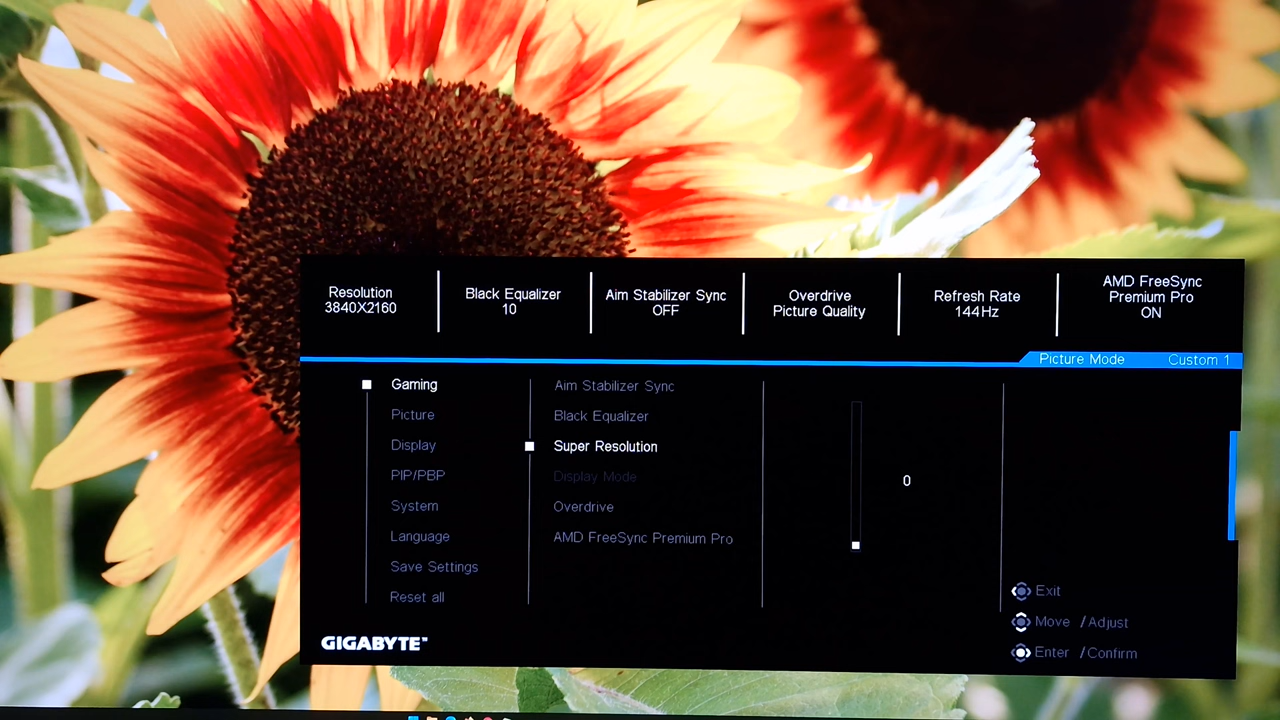 Resolution
3840X2160
Black Equalizer
10
Aim Stabilizer Sync
OFF
Overdrive
Picture Quality
Refresh Rate
144Hz
AMD FreeSync
Premium Pro
ON
Picture Mode Custom 1
Gaming
Picture
Display
PIP/PBP
System
Language
Save Settings
Reset all
Aim Stabilizer Sync
Black Equalizer
Super Resolution
Display Mode
Overdrive
AMD FreeSync Premium Pro
0
Exit
Move /Adjust
Enter /Confirm
GIGABYTE™